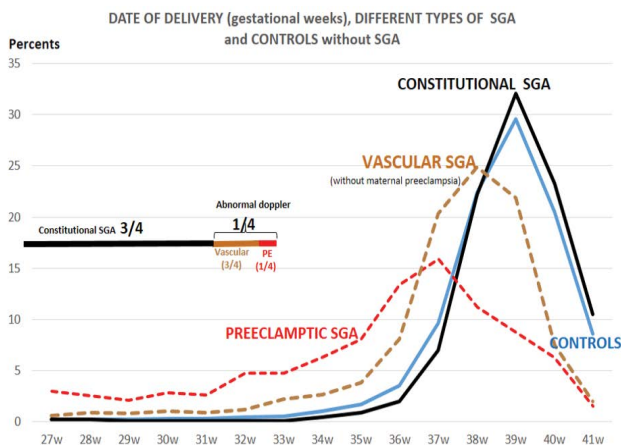 DATE OF DELIVERY (gestational weeks), DIFFERENT TYPES OF SGA
and CONTROLS without SGA
Percents
35
CONSTITUTIONAL SGA
30
VASCULAR SGA
(without maternal preeclampsia)
25
Abnormal doppler
20
Constitutional SGA 3/4
1/4
Vascular
(3/4)
PE
(1/4)
15
10
PREECLAMPTIC SGA
CONTROLS
5
0
27w 28w 29w 30w 31w 32w 33w 34w 35w 36w 37w 38w 39w 40w 41w